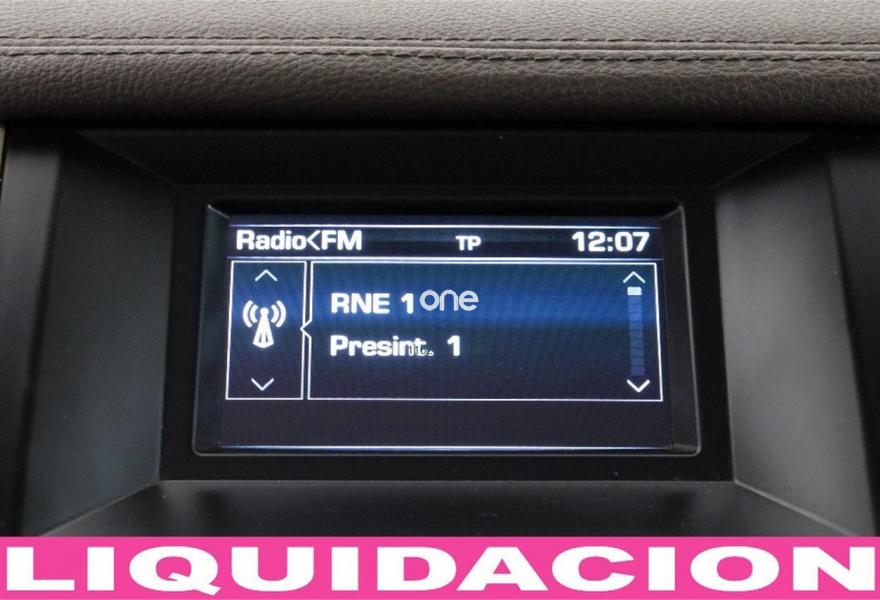 Radio<FM TP 12:07
RNE 1 one
Presint. 1
LIQUIDACION